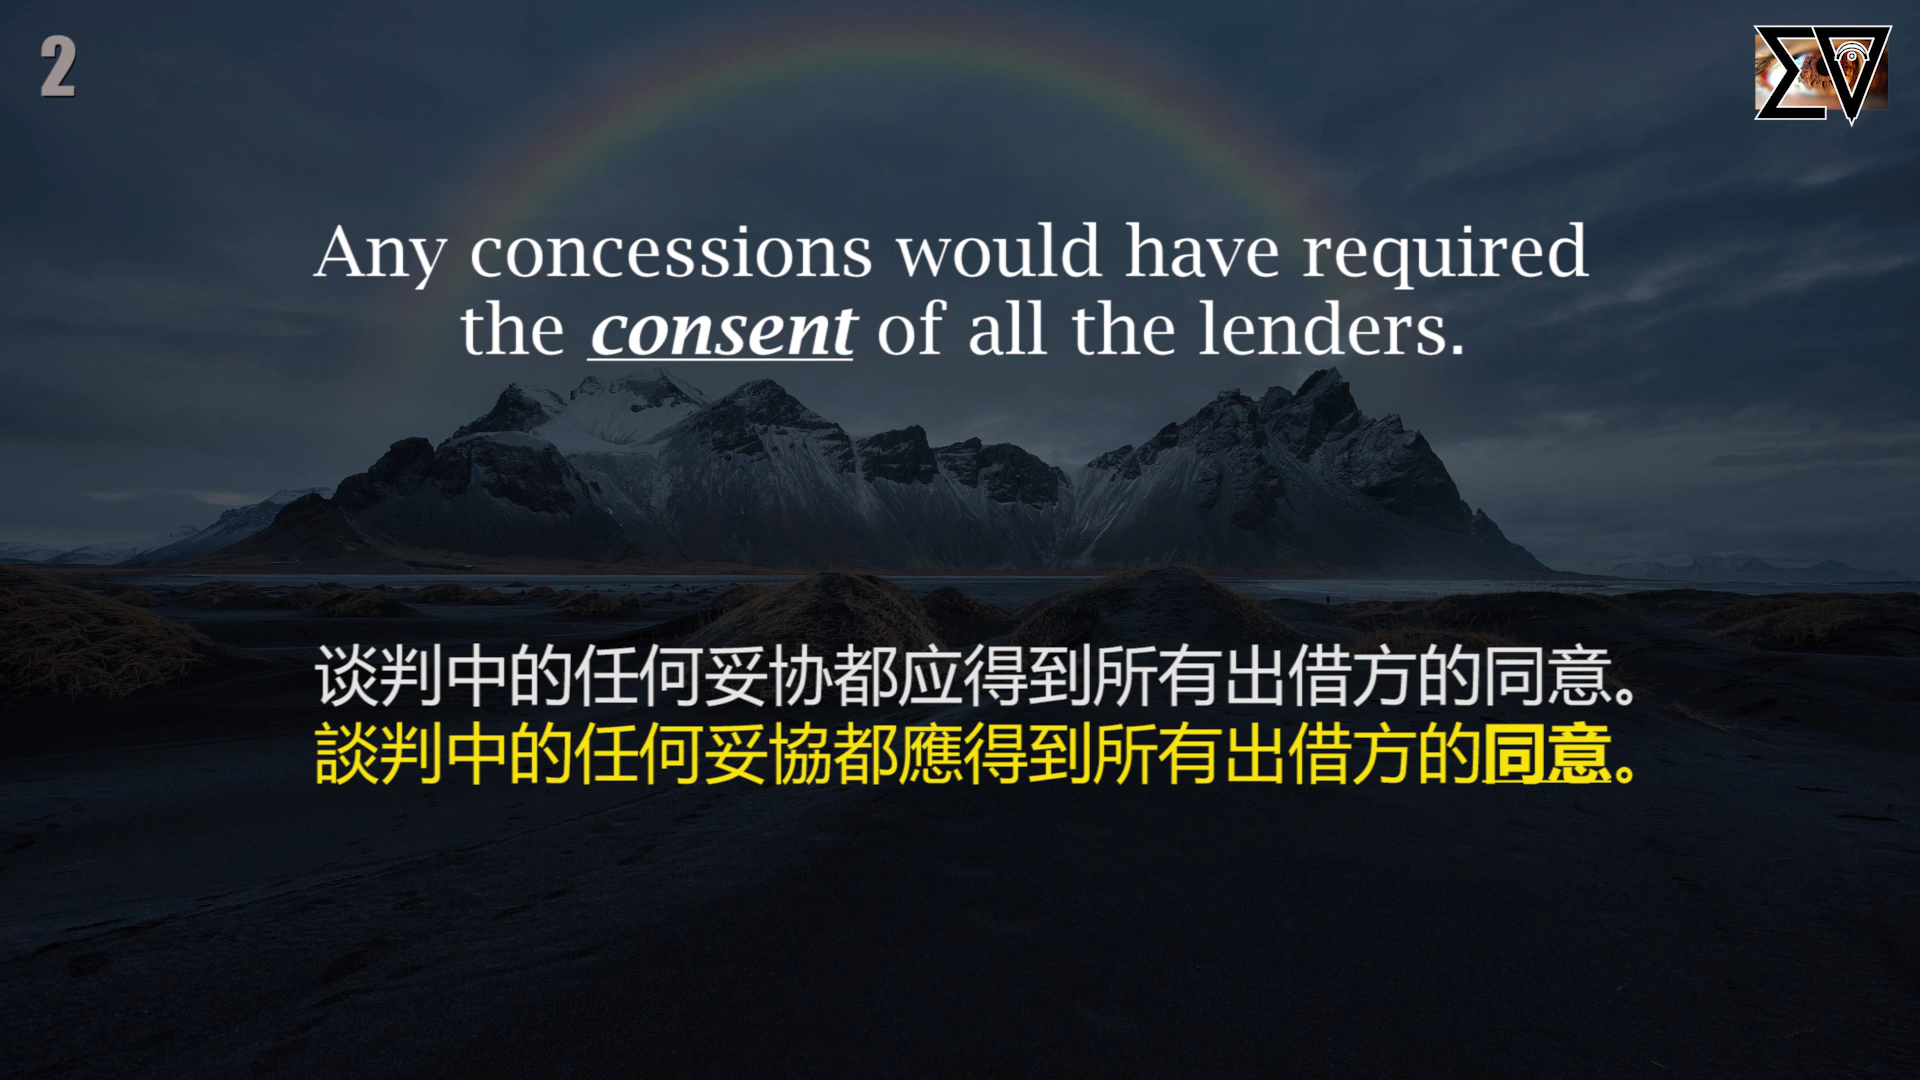 2
Any concessions would have required
the consent of all the lenders.
谈判中的任何妥协都应得到所有出借方的同意。
談判中的任何妥協都應得到所有出借方的同意。